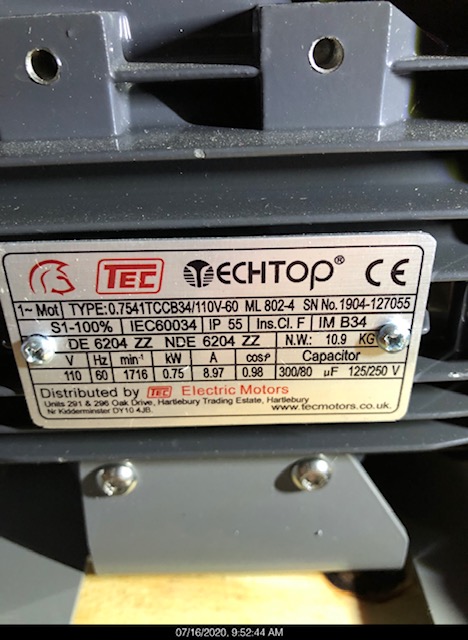 TEC TECHTOP® CE
1~ Mot TYPE:0.7541TCCB34/110V-60 ML 802-4 SN No.1904-127055
S1-100% IEC60034 IP 55 Ins.Cl. F IM B34
DE 6204 ZZ NDE 6204 ZZ N.W.: 10.9 KG
V Hz min-1 kW A cosφ Capacitor
110 60 1716 0.75 8.97 0.98 300/80 µF 125/250 V
Distributed by TEC Electric Motors
Units 291 & 296 Oak Drive, Hartlebury Trading Estate, Hartlebury
Nr Kidderminster DY10 4JB. www.tecmotors.co.uk
07/16/2020, 9:52:44 AM